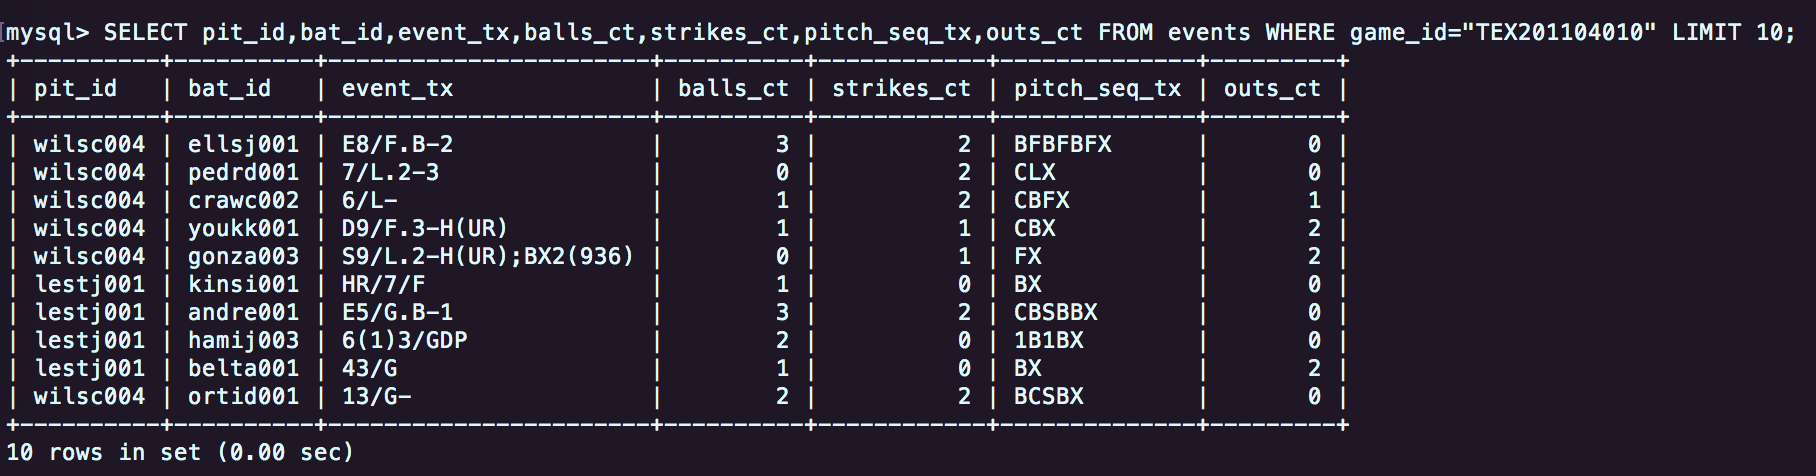 mysql> SELECT pit_id,bat_id,event_tx,balls_ct,strikes_ct,pitch_seq_tx,outs_ct FROM events WHERE game_id="TEX201104010" LIMIT 10;
+----------+---------+-----------------------+----------+------------+--------------+---------+
| pit_id   | bat_id   | event_tx              | balls_ct | strikes_ct | pitch_seq_tx | outs_ct |
+----------+---------+-----------------------+----------+------------+--------------+---------+
| wilsc004 | ellsj001 | E8/F.B-2              |        3 |          2 | BFBFBFX      |       0 |
| wilsc004 | pedrd001 | 7/L.2-3               |        0 |          2 | CLX          |       0 |
| wilsc004 | crawc002 | 6/L-                  |        1 |          2 | CBFX         |       1 |
| wilsc004 | youkk001 | D9/F.3-H(UR)          |        1 |          1 | CBX          |       2 |
| wilsc004 | gonza003 | S9/L.2-H(UR);BX2(936) |        0 |          1 | FX           |       2 |
| lestj001 | kinsi001 | HR/7/F                |        1 |          0 | BX           |       0 |
| lestj001 | andre001 | E5/G.B-1              |        3 |          2 | CBSBBX       |       0 |
| lestj001 | hamij003 | 6(1)3/GDP             |        2 |          0 | 1B1BX        |       0 |
| lestj001 | belta001 | 43/G                  |        1 |          0 | BX           |       2 |
| wilsc004 | ortid001 | 13/G-                 |        2 |          2 | BCSBX        |       0 |
+----------+---------+-----------------------+----------+------------+--------------+---------+
10 rows in set (0.00 sec)